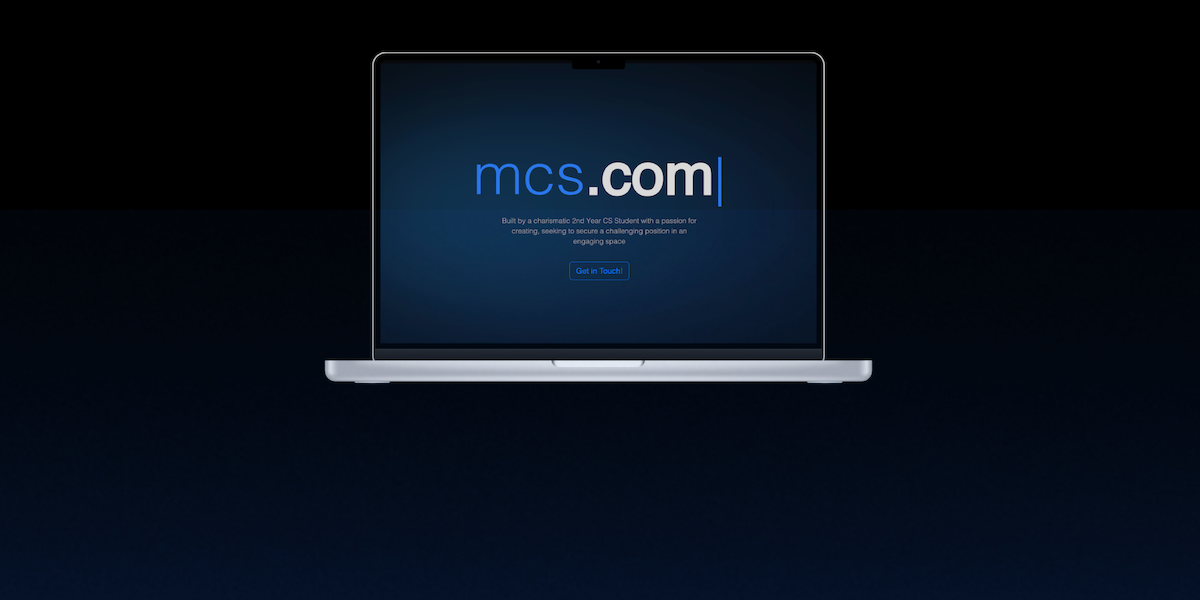 mcs.com
Built by a charismatic 2nd Year CS Student with a passion for
creating, seeking to secure a challenging position in an
engaging space
Get in Touch!